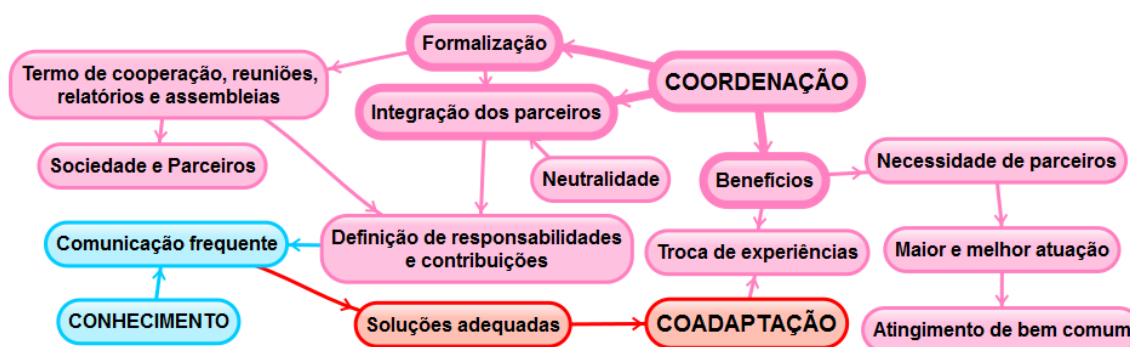 Formalização
COORDENAÇÃO
Termo de cooperação, reuniões,
relatórios e assembleias
Integração dos parceiros
Sociedade e Parceiros
Neutralidade
Benefícios
Necessidade de parceiros
Comunicação frequente
Definição de responsabilidades
e contribuições
Troca de experiências
Maior e melhor atuação
CONHECIMENTO
Soluções adequadas
COADAPTAÇÃO
Atingimento de bem comum